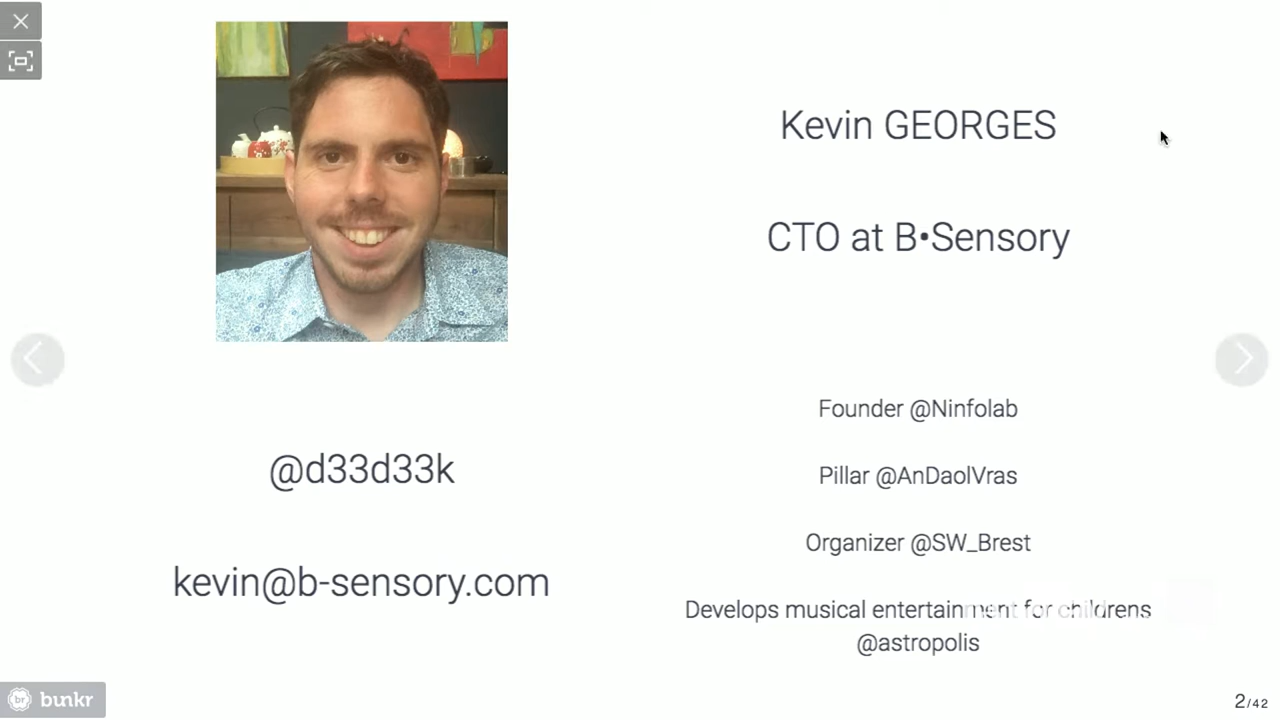 Kevin GEORGES
CTO at B•Sensory
@d33d33k
kevin@b-sensory.com
Founder @Ninfolab
Pillar @AnDaolVras
Organizer @SW_Brest
Develops musical entertainment for childrens
@astropolis
br bunkr
2/42